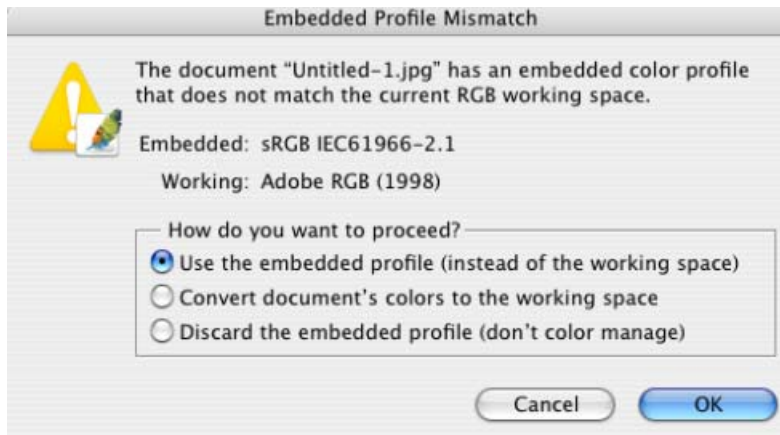 Embedded Profile Mismatch
The document “Untitled-1.jpg” has an embedded color profile
that does not match the current RGB working space.
Embedded: sRGB IEC61966-2.1
Working: Adobe RGB (1998)
How do you want to proceed?
Use the embedded profile (instead of the working space)
Convert document's colors to the working space
Discard the embedded profile (don't color manage)
Cancel OK